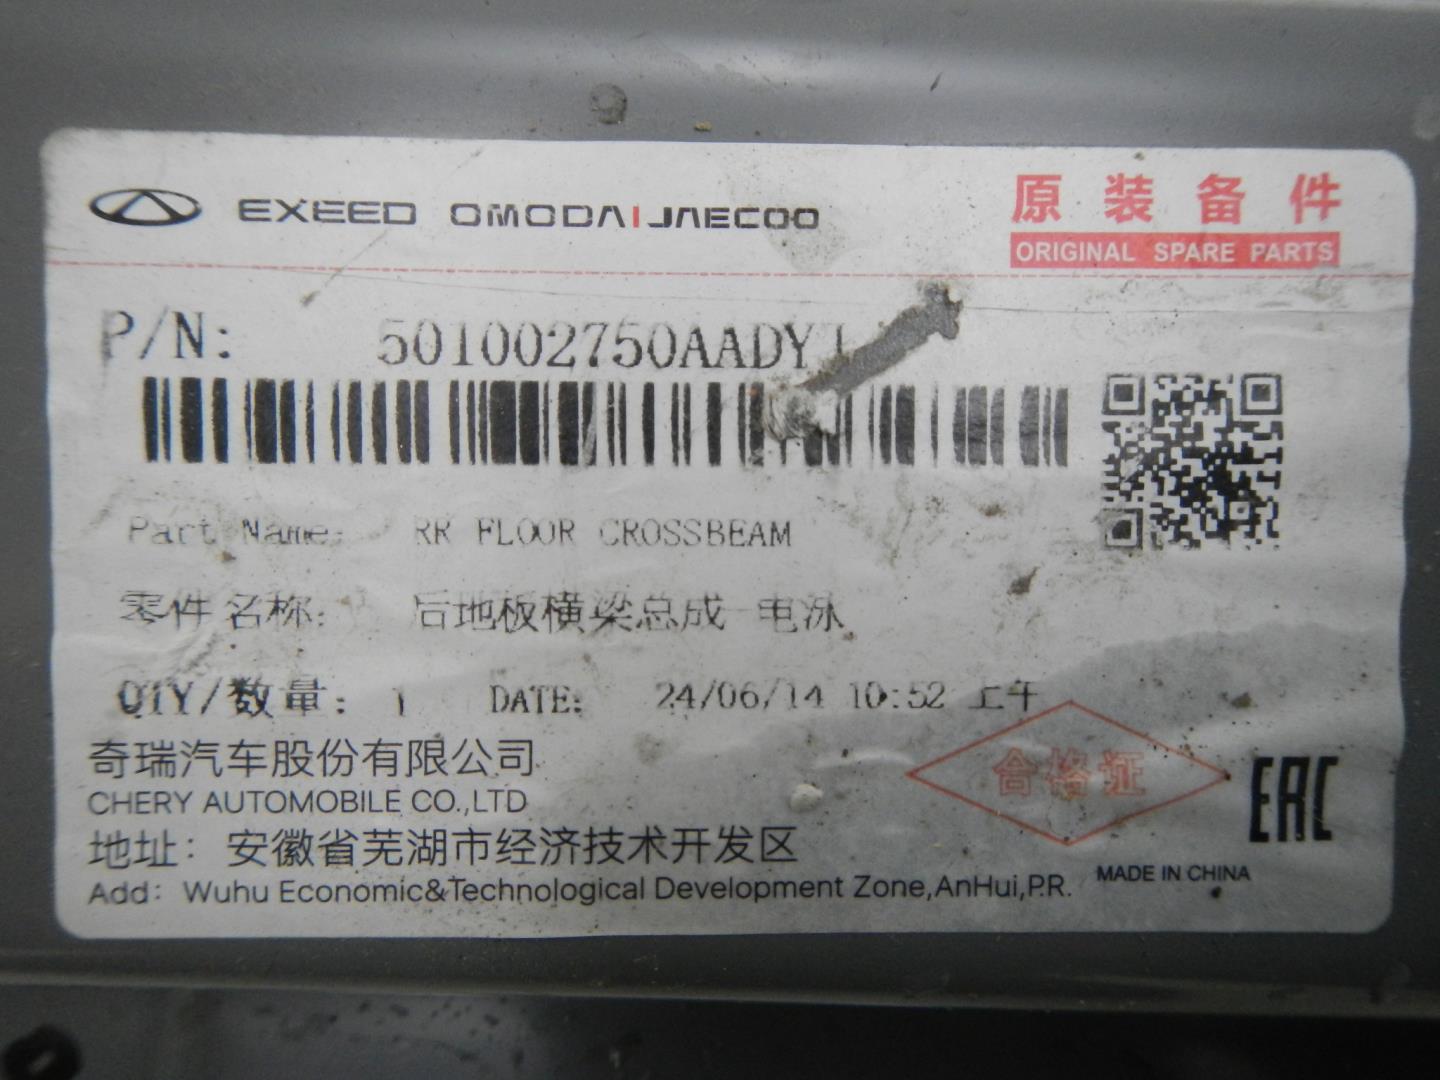 EXEED OMODA|JAECOO
原装备件
ORIGINAL SPARE PARTS
P/N: 501002750AADYJ
Part Name: RR FLOOR CROSSBEAM
零件名称: 后地板横梁总成-电泳
QTY/数量: 1 DATE: 24/06/14 10:52 上午
奇瑞汽车股份有限公司
CHERY AUTOMOBILE CO.,LTD
合格证
EAC
地址：安徽省芜湖市经济技术开发区
MADE IN CHINA
Add: Wuhu Economic&Technological Development Zone,AnHui,P.R.